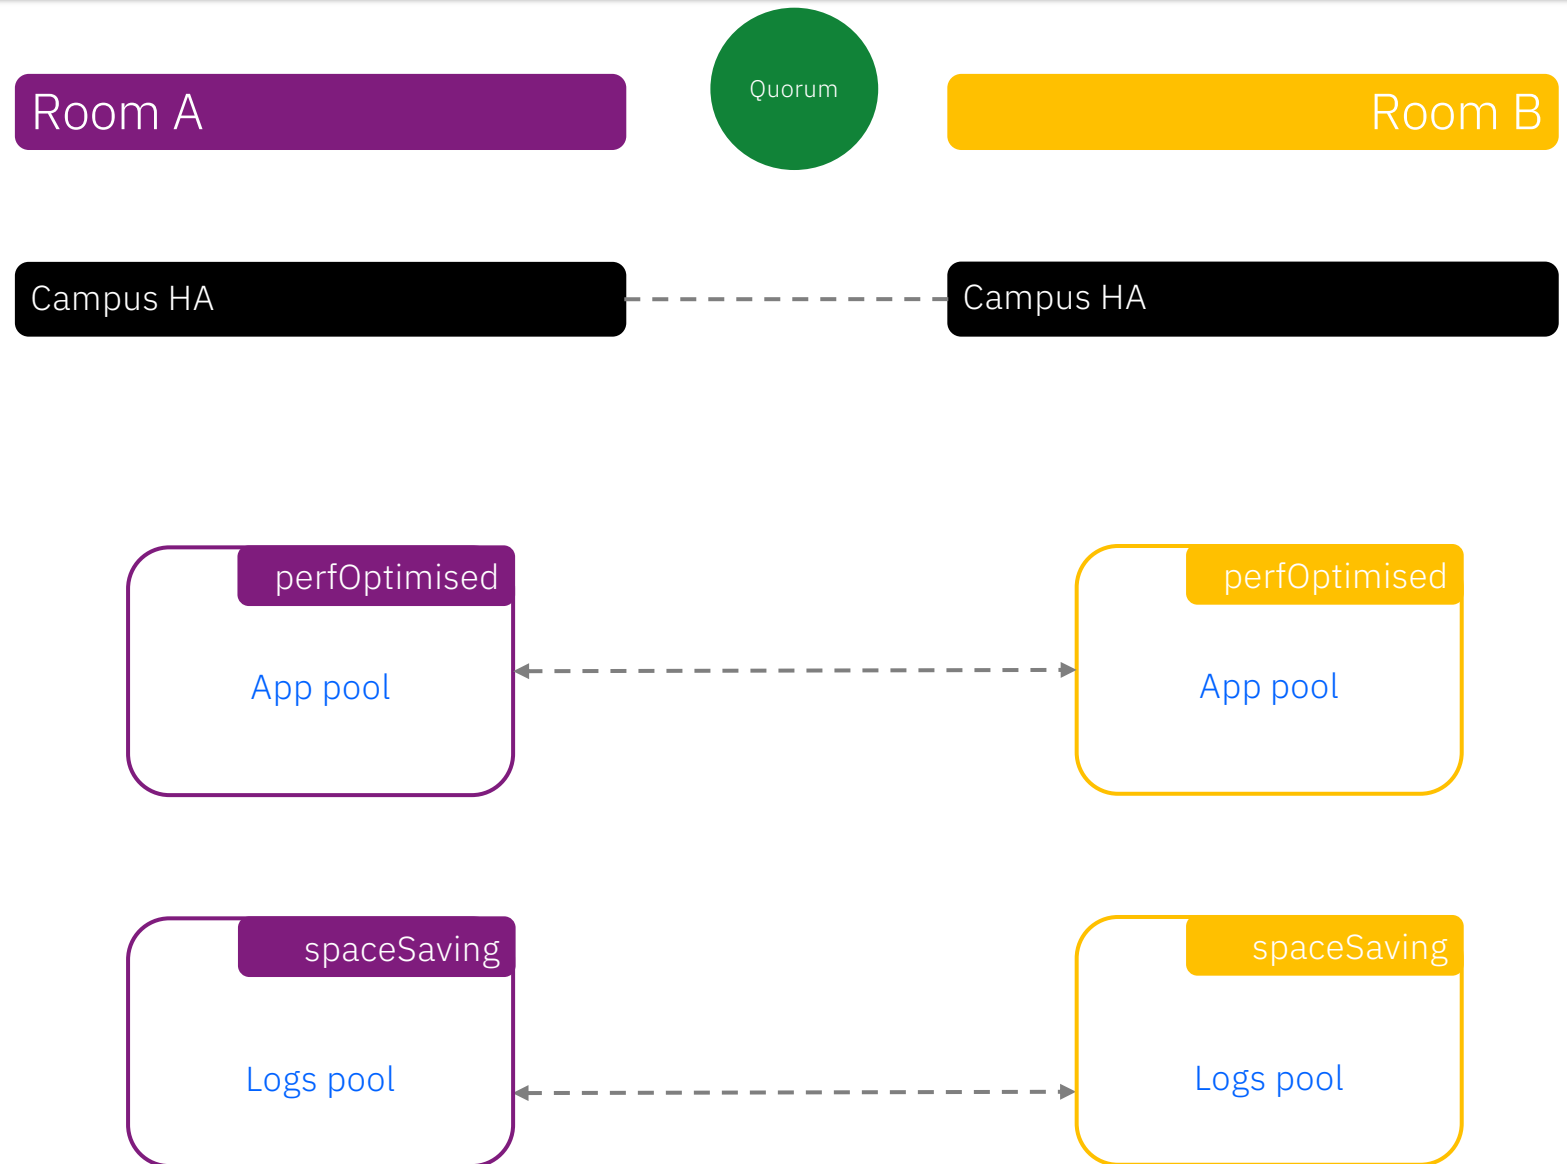 Quorum
Room A
Room B
Campus HA
Campus HA
perfOptimised
perfOptimised
App pool
App pool
spaceSaving
spaceSaving
Logs pool
Logs pool